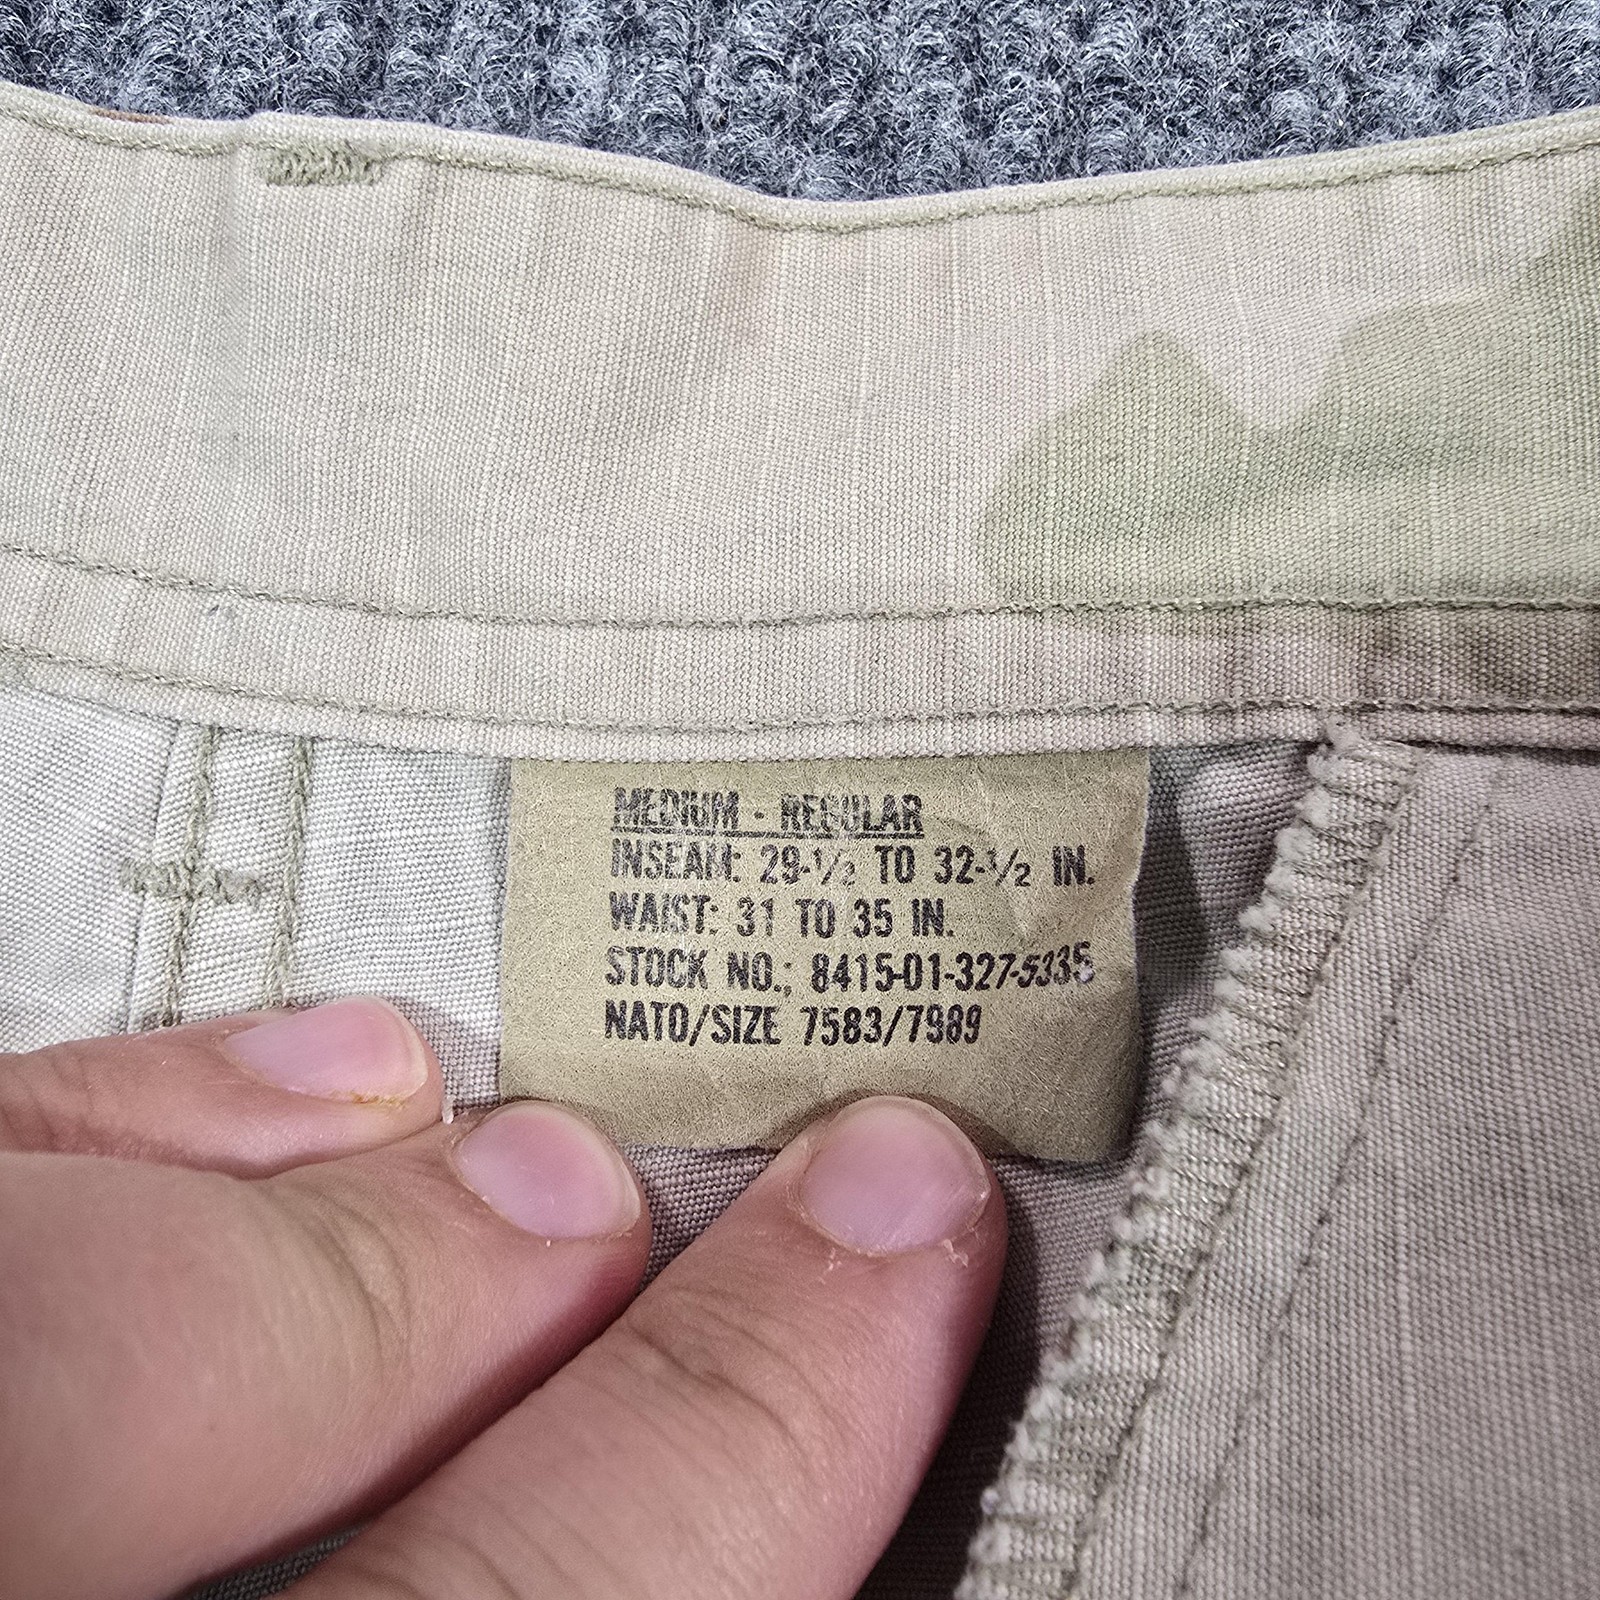 MEDIUM - REGULAR
INSEAM: 29-1/2 TO 32-1/2 IN.
WAIST: 31 TO 35 IN.
STOCK NO.; 8415-01-327-5335
NATO/SIZE 7583/7989